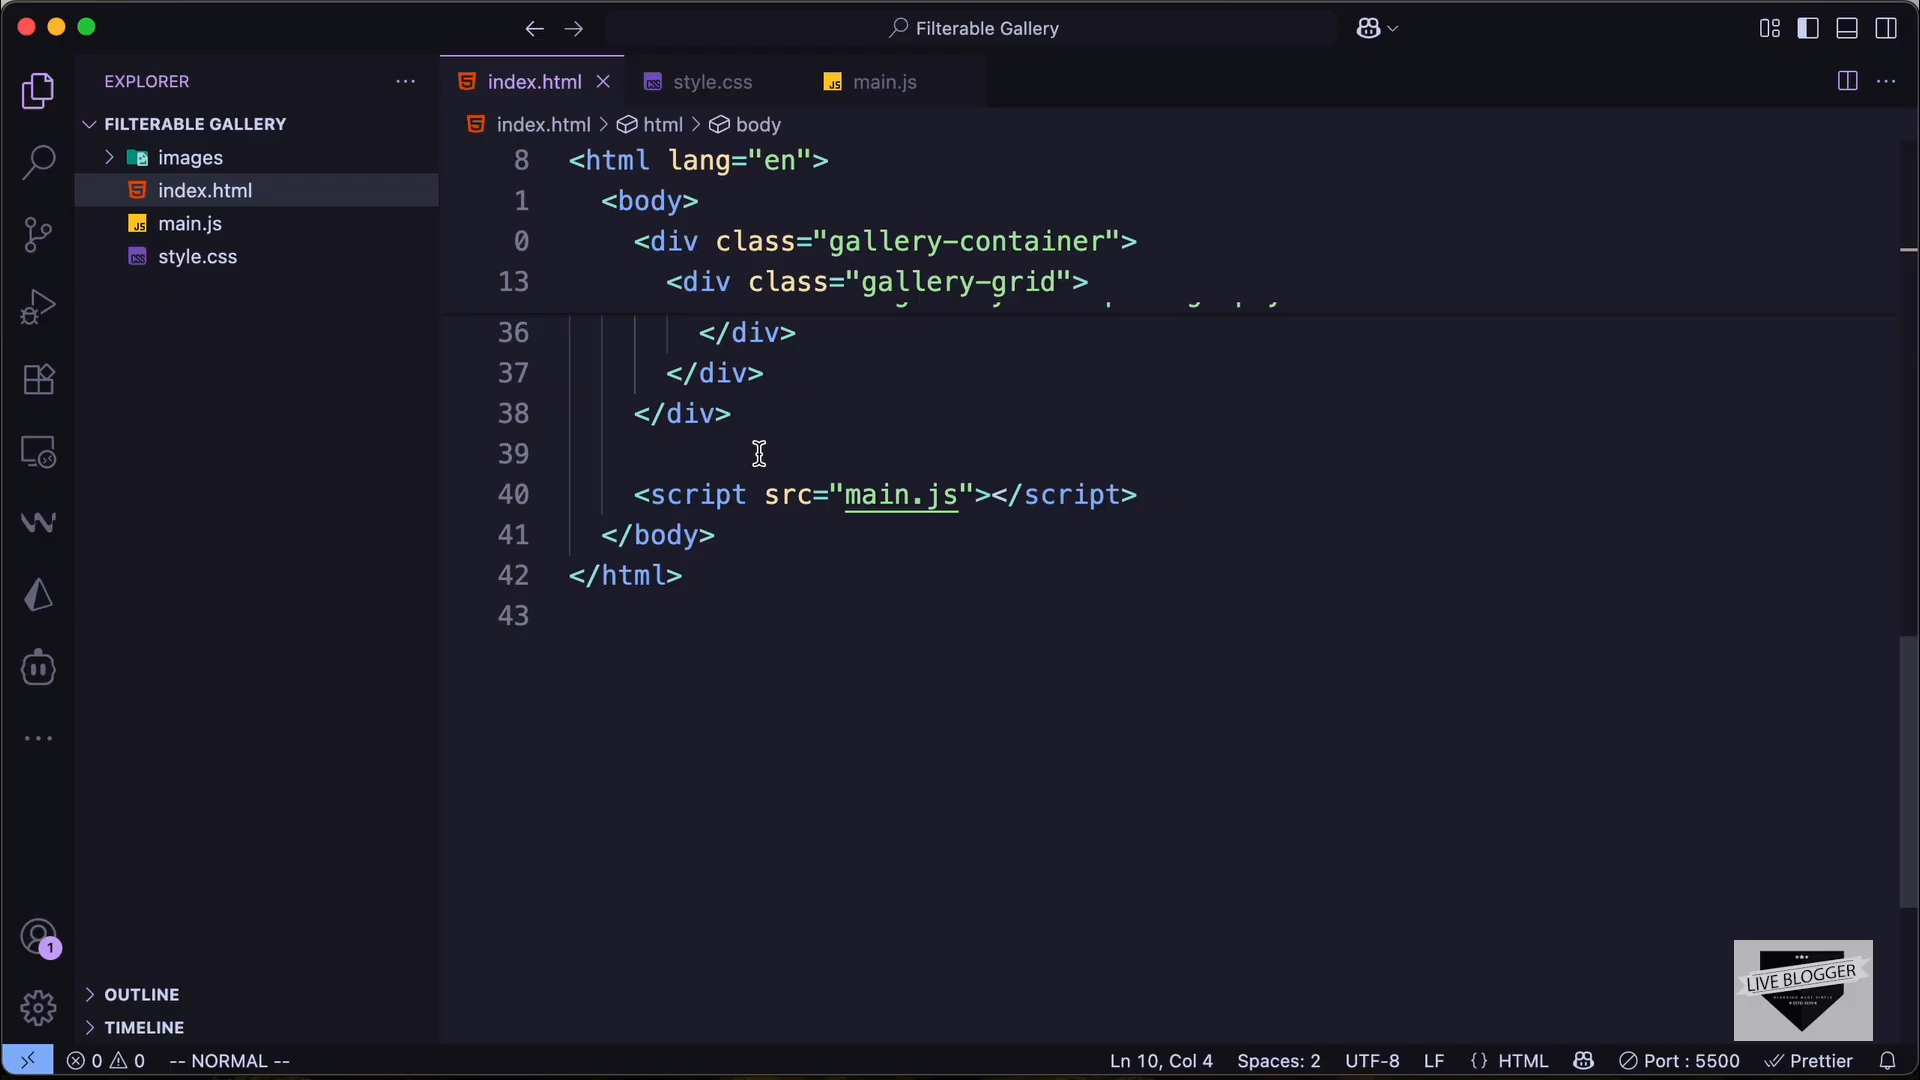 Filterable Gallery
EXPLORER
index.html
style.css
main.js
FILTERABLE GALLERY
index.html > html > body
images
index.html
main.js
style.css
8 <html lang="en">
1 <body>
0 <div class="gallery-container">
13 <div class="gallery-grid">
36 </div>
37 </div>
38 </div>
39
40 <script src="main.js"></script>
41 </body>
42 </html>
43
1
OUTLINE
TIMELINE
LIVE BLOGGER
0 0 -- NORMAL --
Ln 10, Col 4 Spaces: 2 UTF-8 LF {} HTML Port : 5500 Prettier